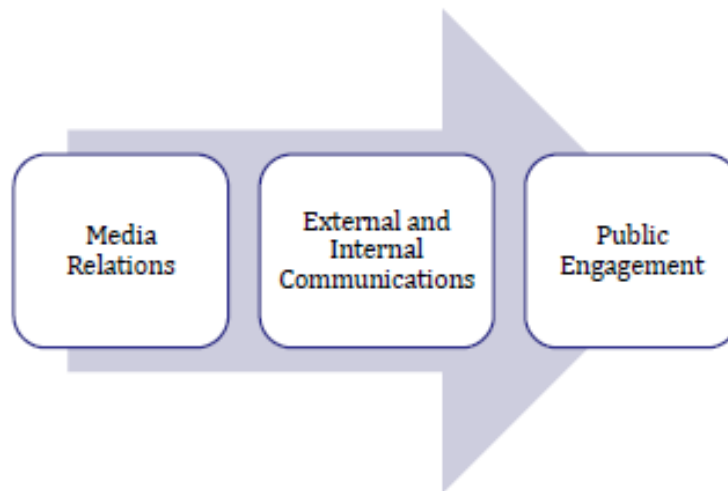 Media
Relations
External and
Internal
Communications
Public
Engagement